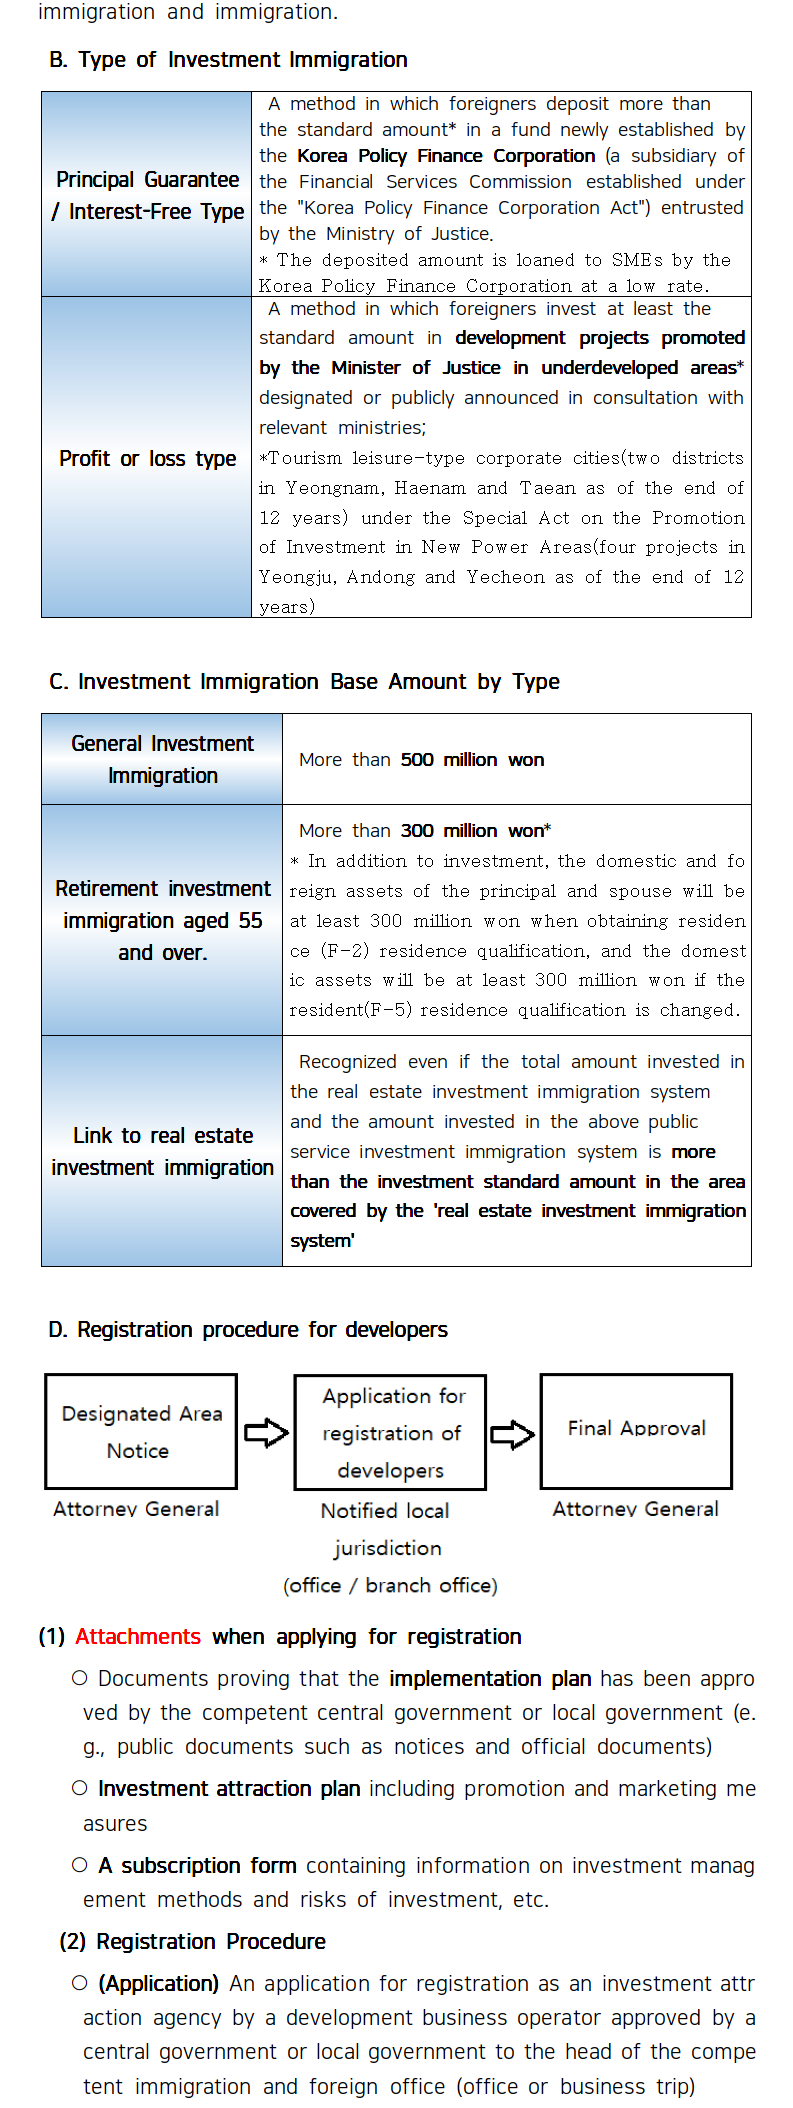 immigration and immigration.
B. Type of Investment Immigration
Principal Guarantee
/ Interest-Free Type
A method in which foreigners deposit more than
the standard amount* in a fund newly established by
the Korea Policy Finance Corporation (a subsidiary of
the Financial Services Commission established under
the "Korea Policy Finance Corporation Act") entrusted
by the Ministry of Justice.
* The deposited amount is loaned to SMEs by the
Korea Policy Finance Corporation at a low rate.
Profit or loss type
A method in which foreigners invest at least the
standard amount in development projects promoted
by the Minister of Justice in underdeveloped areas*
designated or publicly announced in consultation with
relevant ministries;
*Tourism leisure-type corporate cities(two districts
in Yeongnam, Haenam and Taean as of the end of
12 years) under the Special Act on the Promotion
of Investment in New Power Areas(four projects in
Yeongju, Andong and Yecheon as of the end of 12
years)
C. Investment Immigration Base Amount by Type
General Investment
Immigration
More than 500 million won
Retirement investment
immigration aged 55
and over.
More than 300 million won*
* In addition to investment, the domestic and fo
reign assets of the principal and spouse will be
at least 300 million won when obtaining residen
ce (F-2) residence qualification, and the domest
ic assets will be at least 300 million won if the
resident(F-5) residence qualification is changed.
Link to real estate
investment immigration
Recognized even if the total amount invested in
the real estate investment immigration system
and the amount invested in the above public
service investment immigration system is more
than the investment standard amount in the area
covered by the 'real estate investment immigration
system'
D. Registration procedure for developers
Designated Area
Notice
Attorney General
Application for
registration of
developers
Notified local
jurisdiction
(office / branch office)
Final Approval
Attorney General
(1) Attachments when applying for registration
○ Documents proving that the implementation plan has been appro
ved by the competent central government or local government (e.
g., public documents such as notices and official documents)
○ Investment attraction plan including promotion and marketing me
asures
○ A subscription form containing information on investment manag
ement methods and risks of investment, etc.
(2) Registration Procedure
○ (Application) An application for registration as an investment attr
action agency by a development business operator approved by a
central government or local government to the head of the compe
tent immigration and foreign office (office or business trip)